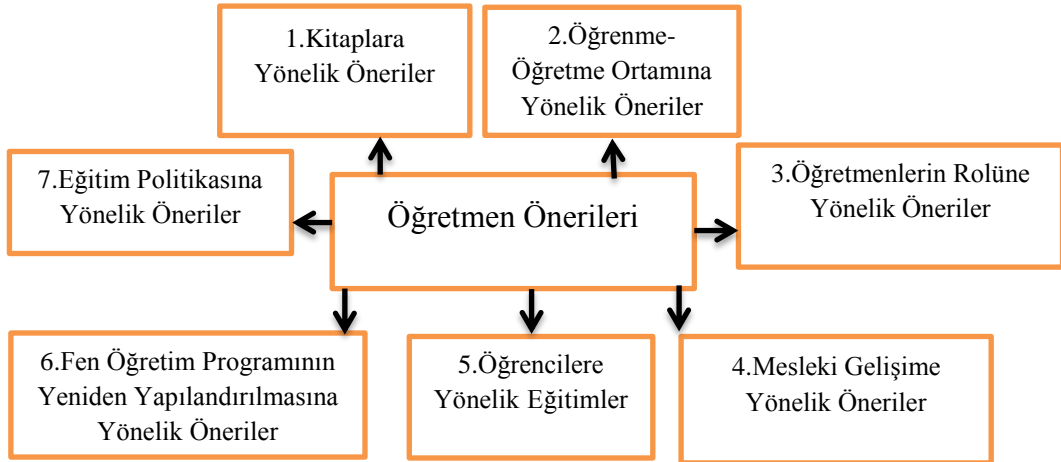 1.Kitaplara
Yönelik Öneriler
2.Öğrenme-
Öğretme Ortamına
Yönelik Öneriler
7.Eğitim Politikasına
Yönelik Öneriler
Öğretmen Önerileri
3.Öğretmenlerin Rolüne
Yönelik Öneriler
6.Fen Öğretim Programının
Yeniden Yapılandırılmasına
Yönelik Öneriler
5.Öğrencilere
Yönelik Eğitimler
4.Mesleki Gelişime
Yönelik Öneriler